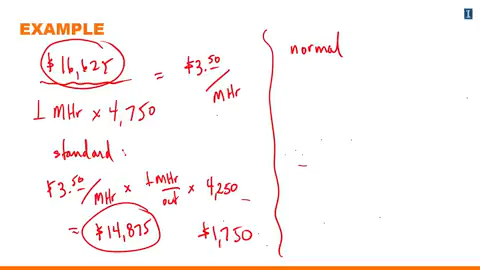 EXAMPLE
I
$16,625 = $3.50/MHr
1 MHr × 4,750
standard:
$3.50/MHr × 1 MHr/out × 4,250
= $14,875 $1,750
normal